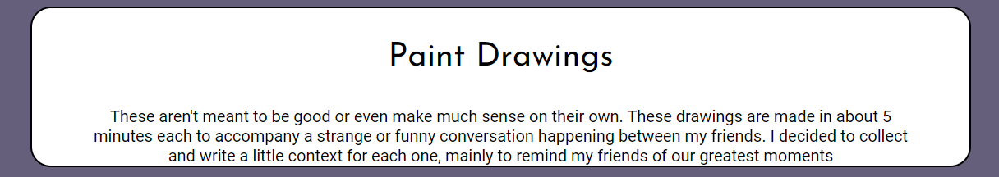 Paint Drawings
These aren't meant to be good or even make much sense on their own. These drawings are made in about 5
minutes each to accompany a strange or funny conversation happening between my friends. I decided to collect
and write a little context for each one, mainly to remind my friends of our greatest moments